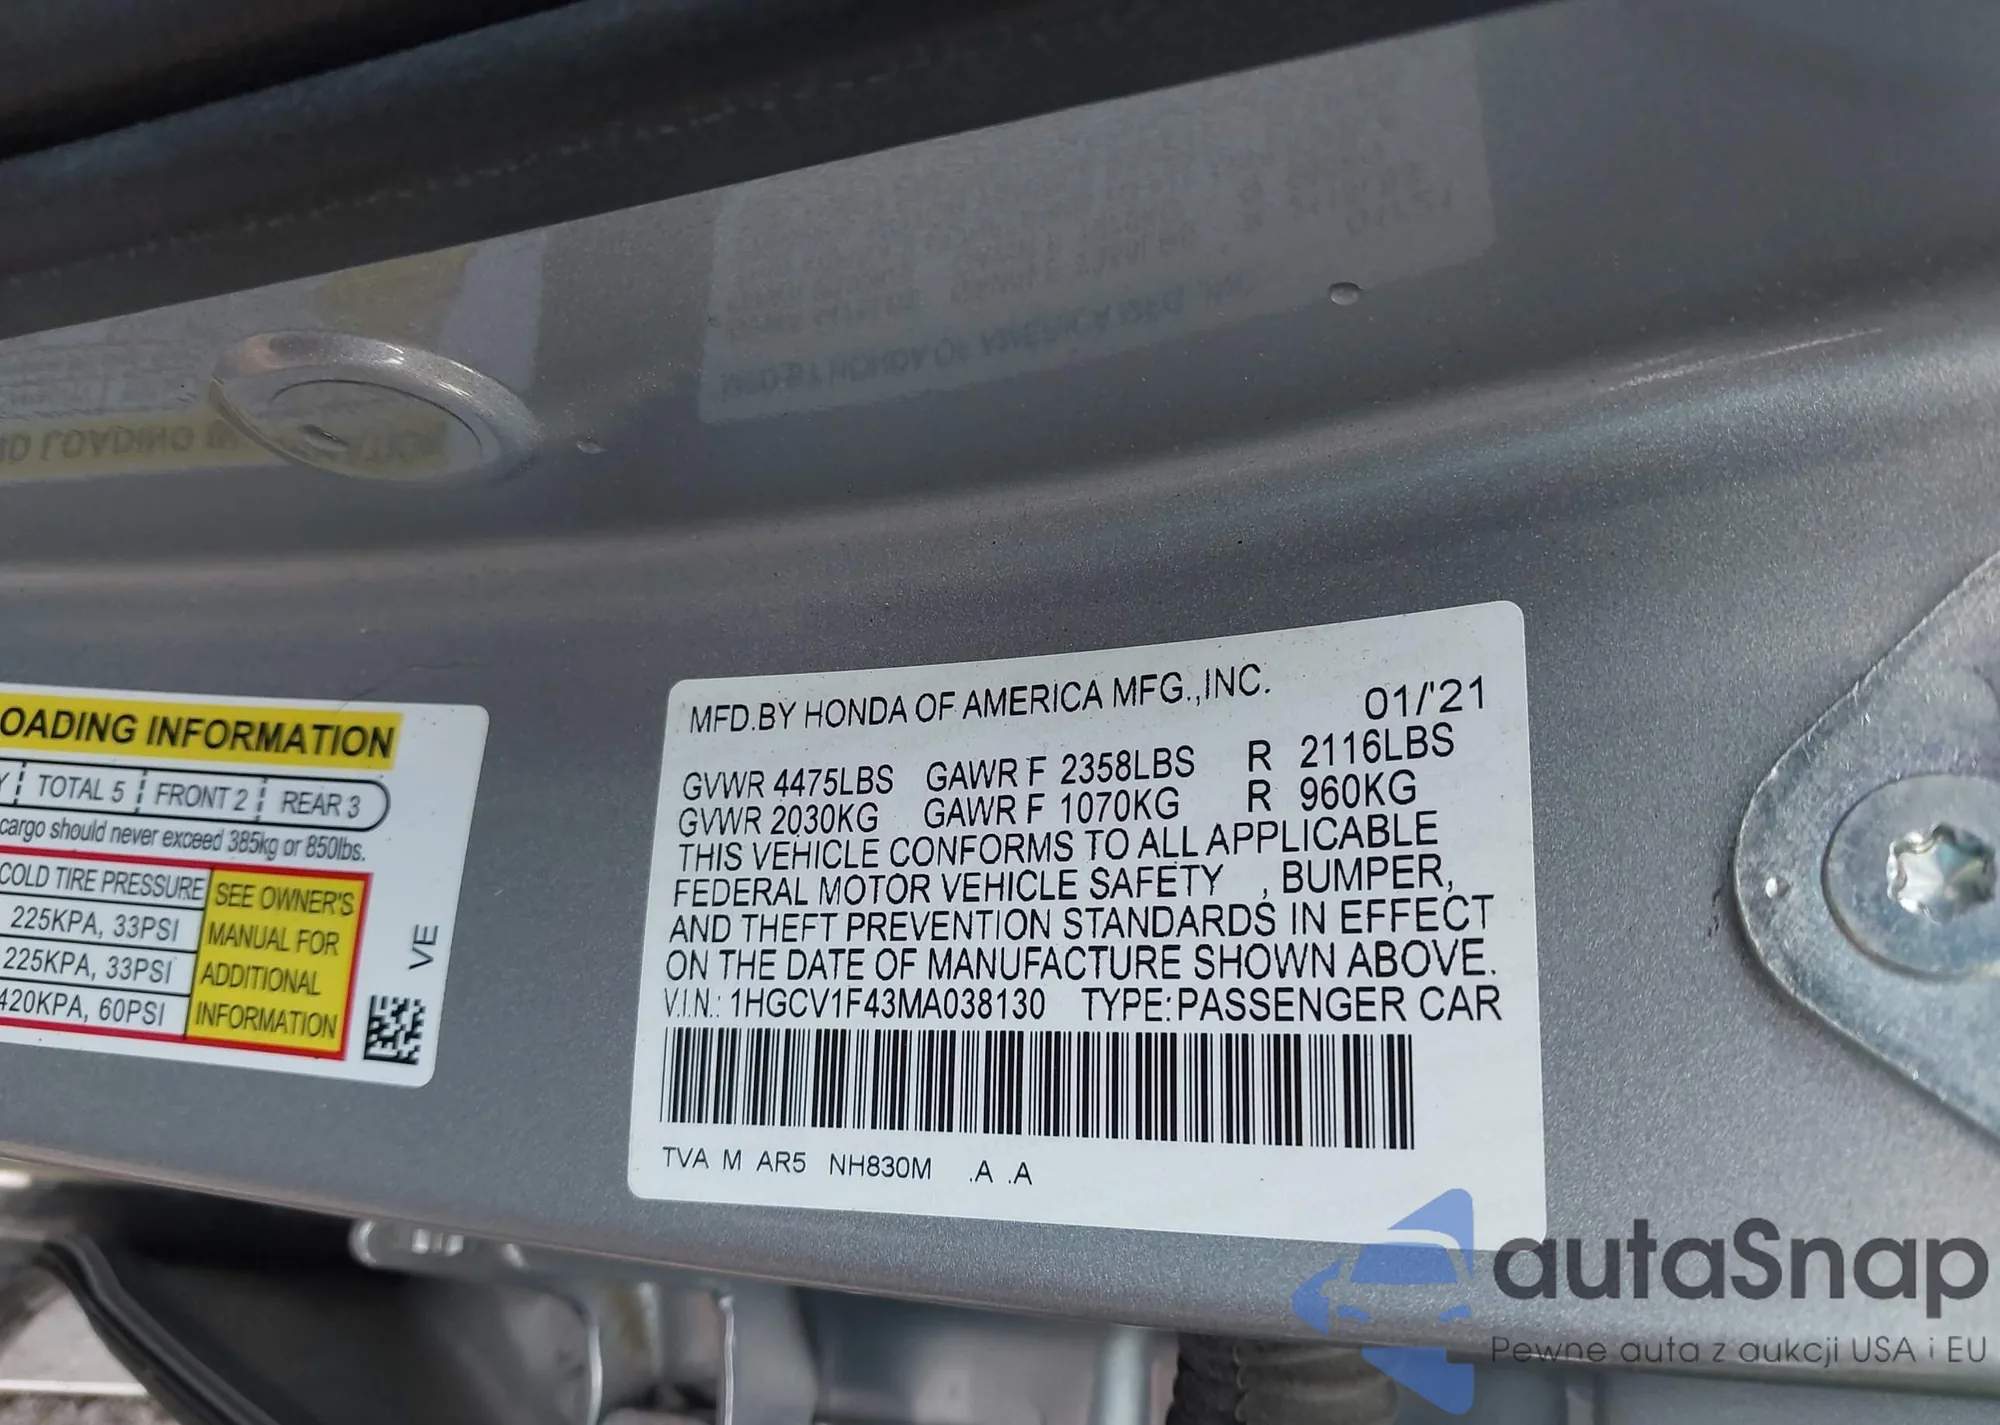 OADING INFORMATION
TOTAL 5 FRONT 2 REAR 3
cargo should never exceed 385kg or 850lbs.
COLD TIRE PRESSURE
225KPA, 33PSI
225KPA, 33PSI
420KPA, 60PSI
SEE OWNER'S
MANUAL FOR
ADDITIONAL
INFORMATION
VE
MFD.BY HONDA OF AMERICA MFG.,INC.
01/'21
GVWR 4475LBS GAWR F 2358LBS R 2116LBS
GVWR 2030KG GAWR F 1070KG R 960KG
THIS VEHICLE CONFORMS TO ALL APPLICABLE
FEDERAL MOTOR VEHICLE SAFETY , BUMPER,
AND THEFT PREVENTION STANDARDS IN EFFECT
ON THE DATE OF MANUFACTURE SHOWN ABOVE.
V.I.N.: 1HGCV1F43MA038130 TYPE:PASSENGER CAR
TVA M AR5 NH830M .A .A
autaSnap
Pewne auta z aukcji USA i EU